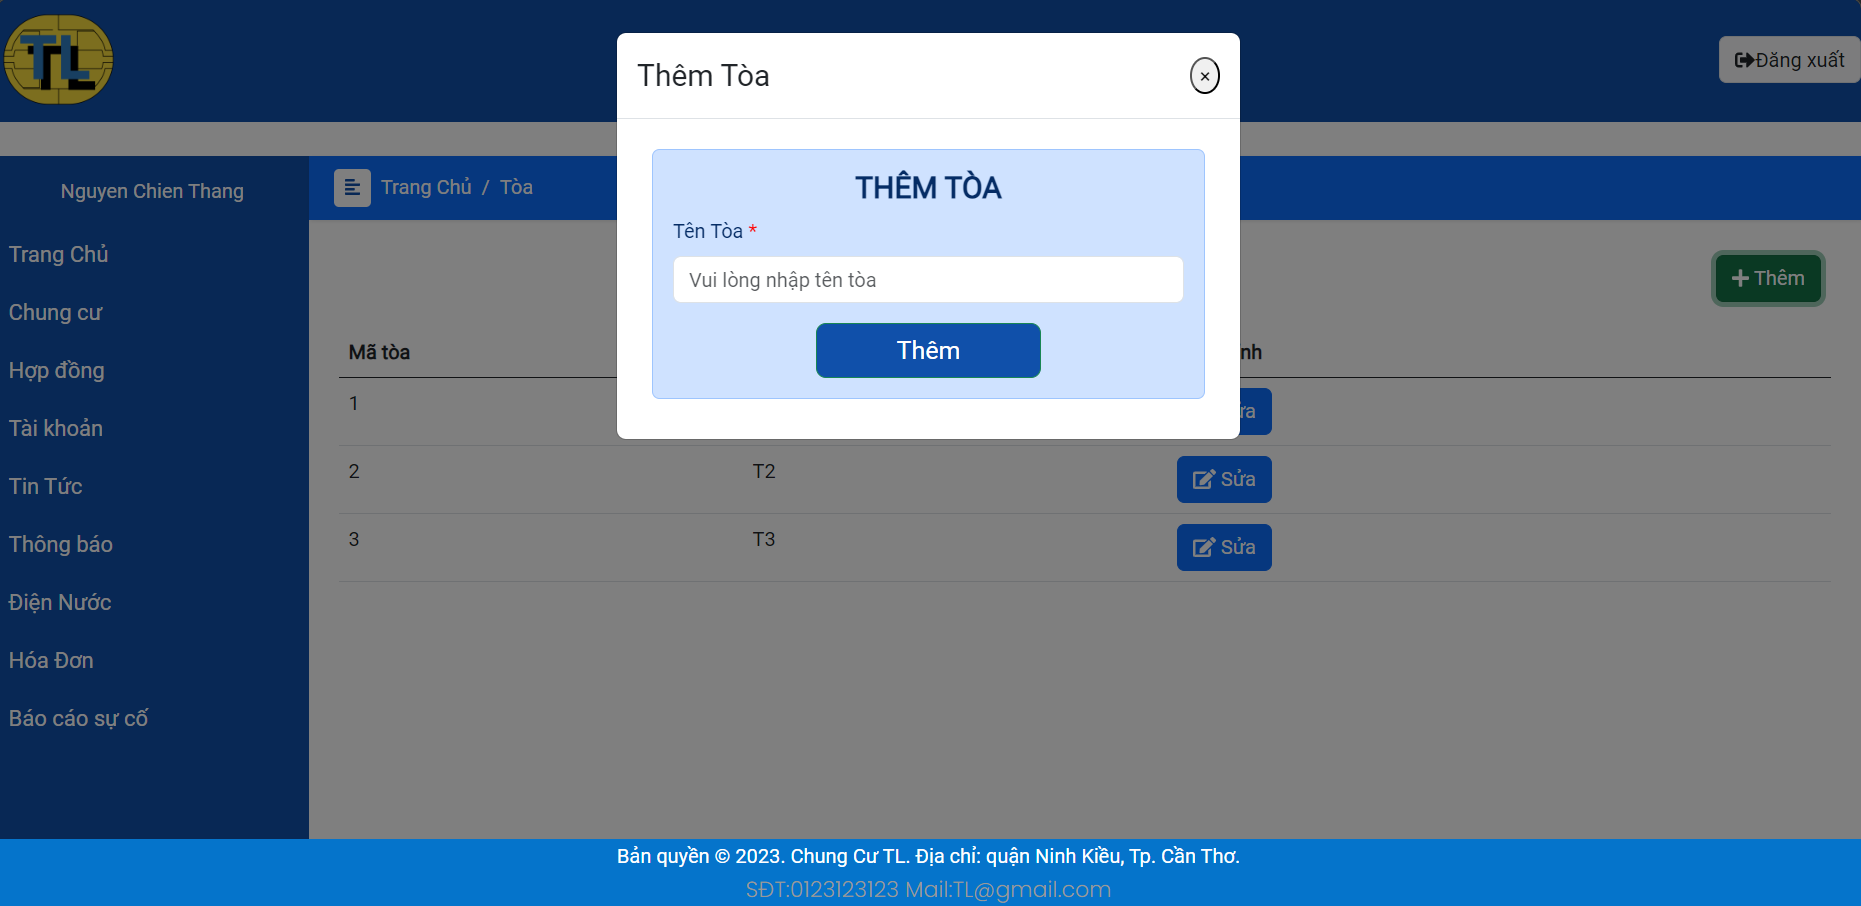 TL
Thêm Tòa
×
Đăng xuất
Nguyen Chien Thang
Trang Chủ / Tòa
THÊM TÒA
Tên Tòa *
Vui lòng nhập tên tòa
Thêm
Thêm
Trang Chủ
Chung cư
Hợp đồng
Tài khoản
Tin Tức
Thông báo
Điện Nước
Hóa Đơn
Báo cáo sự cố
Mã tòa
1
2 T2 Sửa
3 T3 Sửa
Bản quyền © 2023. Chung Cư TL. Địa chỉ: quận Ninh Kiều, Tp. Cần Thơ.
SĐT:0123123123 Mail:TL@gmail.com